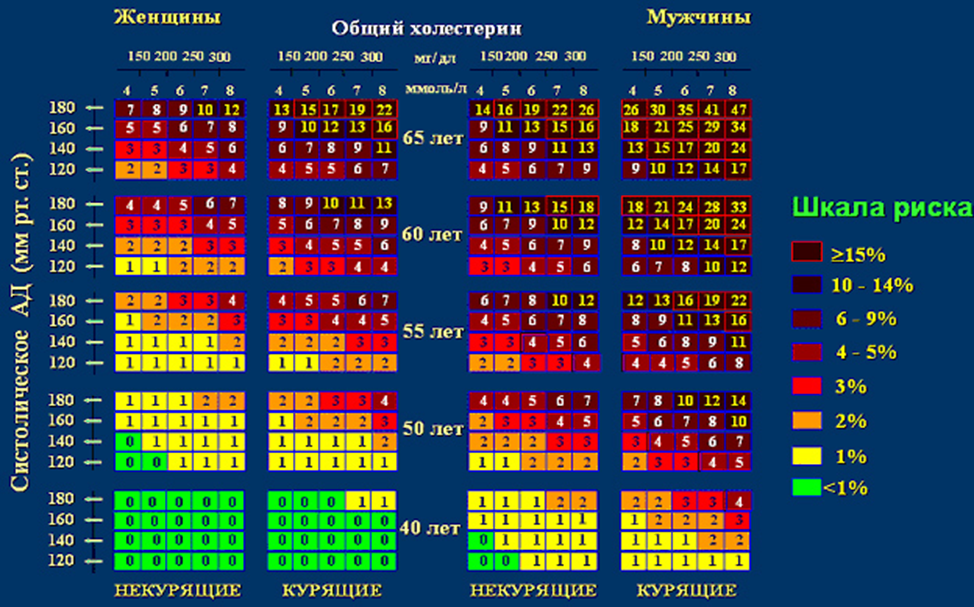 Женщины Общий холестерин Мужчины
150 200 250 300 150 200 250 300 мг/дл 150 200 250 300 150 200 250 300
4 5 6 7 8 4 5 6 7 8 ммоль/л 4 5 6 7 8 4 5 6 7 8
Систолическое АД (мм рт. ст.)
180 7 8 9 10 12 13 15 17 19 22 14 16 19 22 26 26 30 35 41 47
160 5 5 6 7 8 9 10 12 13 16 9 11 13 15 16 18 21 25 29 34
65 лет
140 3 3 4 5 6 6 7 8 9 11 6 8 9 11 13 13 15 17 20 24
120 2 2 3 3 4 4 5 5 6 7 4 5 6 7 9 9 10 12 14 17
180 4 4 5 6 7 8 9 10 11 13 9 11 13 15 18 18 21 24 28 33
160 3 3 3 4 5 5 6 7 8 9 6 7 9 10 12 12 14 17 20 24
60 лет
140 2 2 2 3 3 3 4 5 5 6 4 5 6 7 9 8 10 12 14 17
120 1 1 2 2 2 2 3 3 4 4 3 3 4 5 6 6 7 8 10 12
180 2 2 3 3 4 4 5 5 6 7 6 7 8 10 12 12 13 16 19 22
160 1 2 2 2 3 3 3 4 4 5 4 5 6 7 8 8 9 11 13 16
55 лет
140 1 1 1 1 2 2 2 2 3 3 3 3 4 5 6 5 6 8 9 11
120 1 1 1 1 1 1 1 2 2 2 2 2 3 3 4 4 4 5 6 8
180 1 1 1 2 2 2 2 3 3 4 4 4 5 6 7 7 8 10 12 14
160 1 1 1 1 1 1 2 2 2 3 2 3 3 4 5 5 6 7 8 10
50 лет
140 0 1 1 1 1 1 1 1 1 2 2 2 2 3 3 3 4 5 6 7
120 0 0 1 1 1 1 1 1 1 1 1 1 2 2 2 2 3 3 4 5
180 0 0 0 0 0 0 0 0 1 1 1 1 1 2 2 2 2 3 3 4
160 0 0 0 0 0 0 0 0 0 0 1 1 1 1 1 1 2 2 2 3
40 лет
140 0 0 0 0 0 0 0 0 0 0 0 1 1 1 1 1 1 1 2 2
120 0 0 0 0 0 0 0 0 0 0 0 0 1 1 1 1 1 1 1 1
НЕКУРЯЩИЕ КУРЯЩИЕ НЕКУРЯЩИЕ КУРЯЩИЕ
Шкала риска
≥15%
10 - 14%
6 - 9%
4 - 5%
3%
2%
1%
<1%